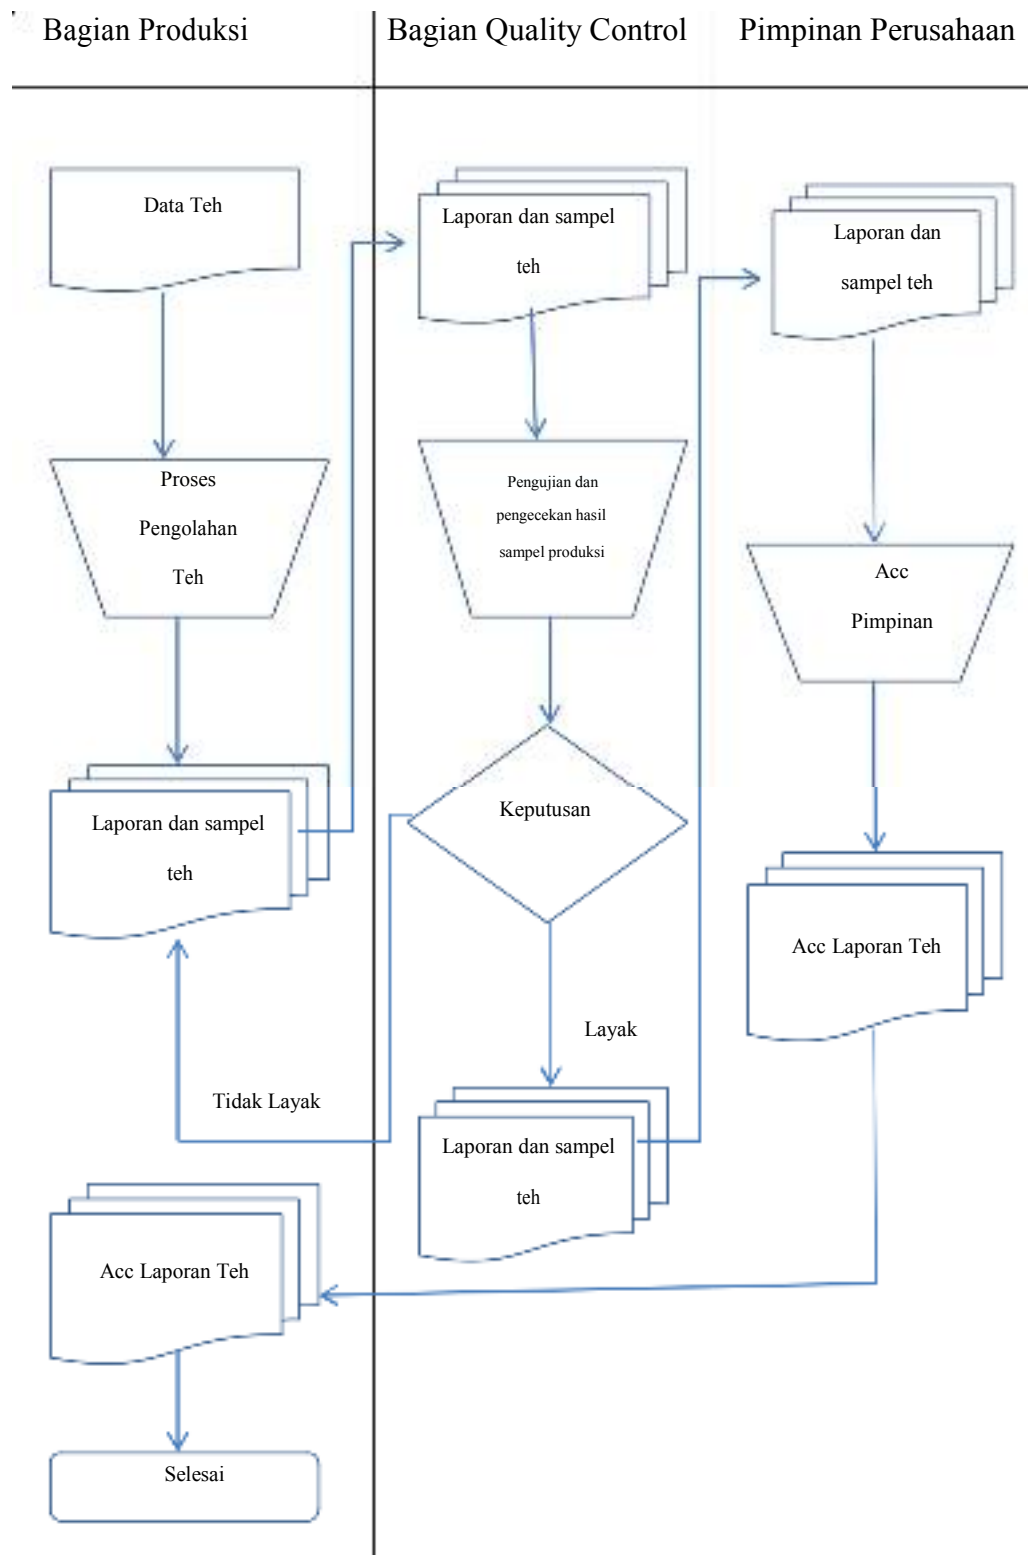 Bagian Produksi
Bagian Quality Control
Pimpinan Perusahaan
Data Teh
Proses
Pengolahan
Teh
Laporan dan sampel
teh
Tidak Layak
Acc Laporan Teh
Selesai
Laporan dan sampel
teh
Pengujian dan
pengecekan hasil
sampel produksi
Keputusan
Layak
Laporan dan sampel
teh
Laporan dan
sampel teh
Acc
Pimpinan
Acc Laporan Teh